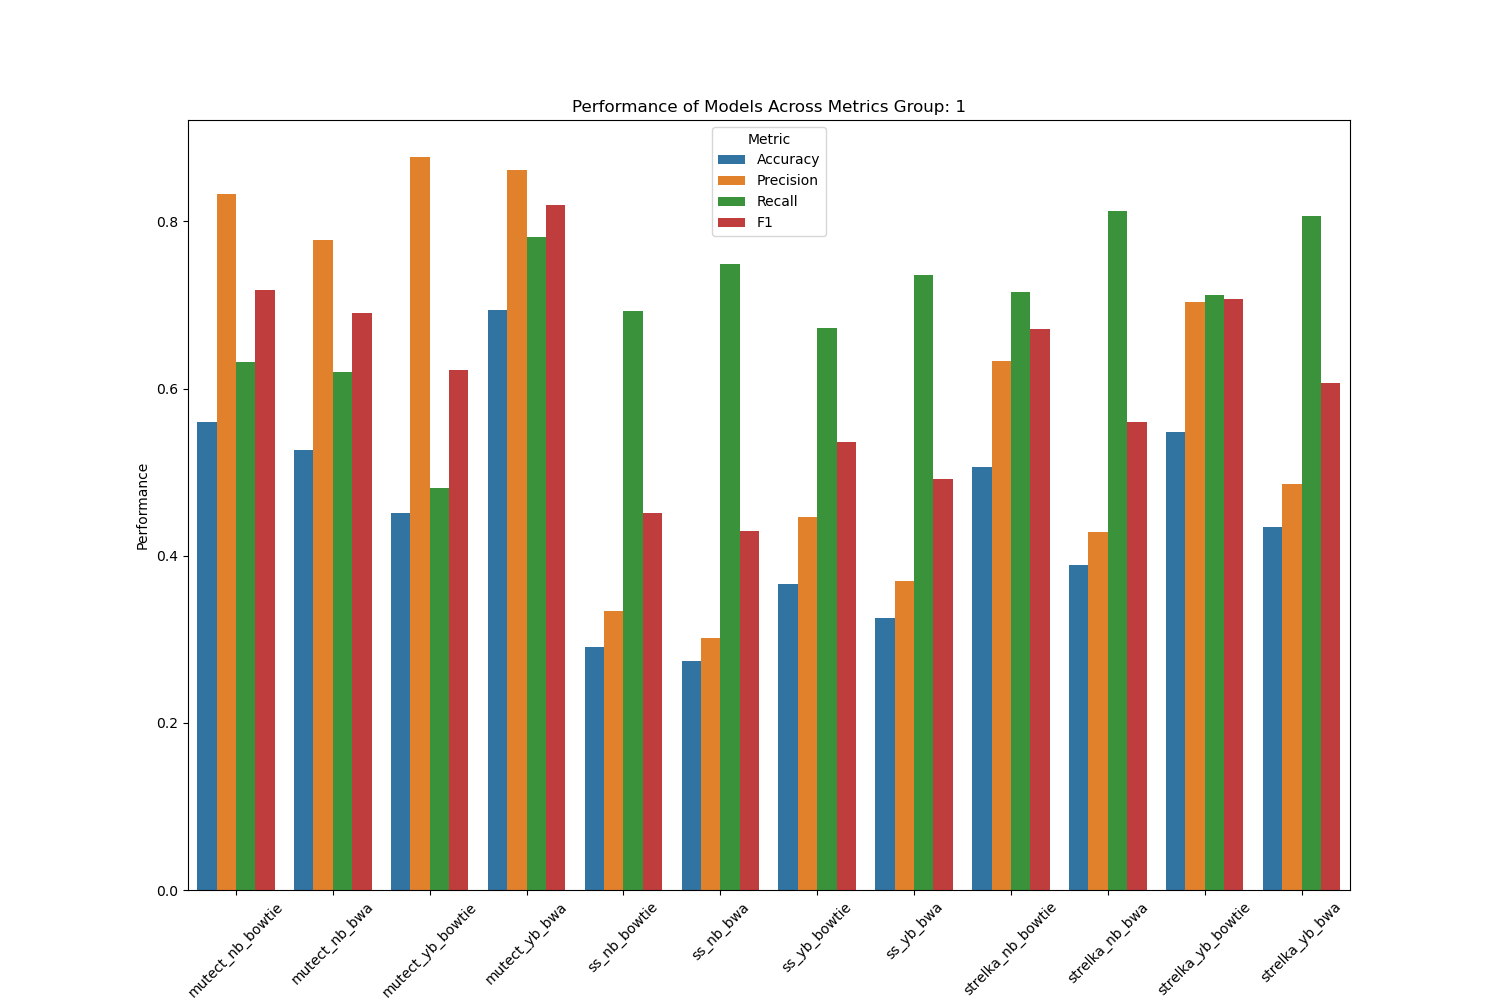 Performance of Models Across Metrics Group: 1
Metric
Accuracy
Precision
Recall
F1
Performance
0.8
0.6
0.4
0.2
0.0
mutect_nb_bowtie
mutect_nb_bwa
mutect_yb_bowtie
mutect_yb_bwa
ss_nb_bowtie
ss_nb_bwa
ss_yb_bowtie
ss_yb_bwa
strelka_nb_bowtie
strelka_nb_bwa
strelka_yb_bowtie
strelka_yb_bwa